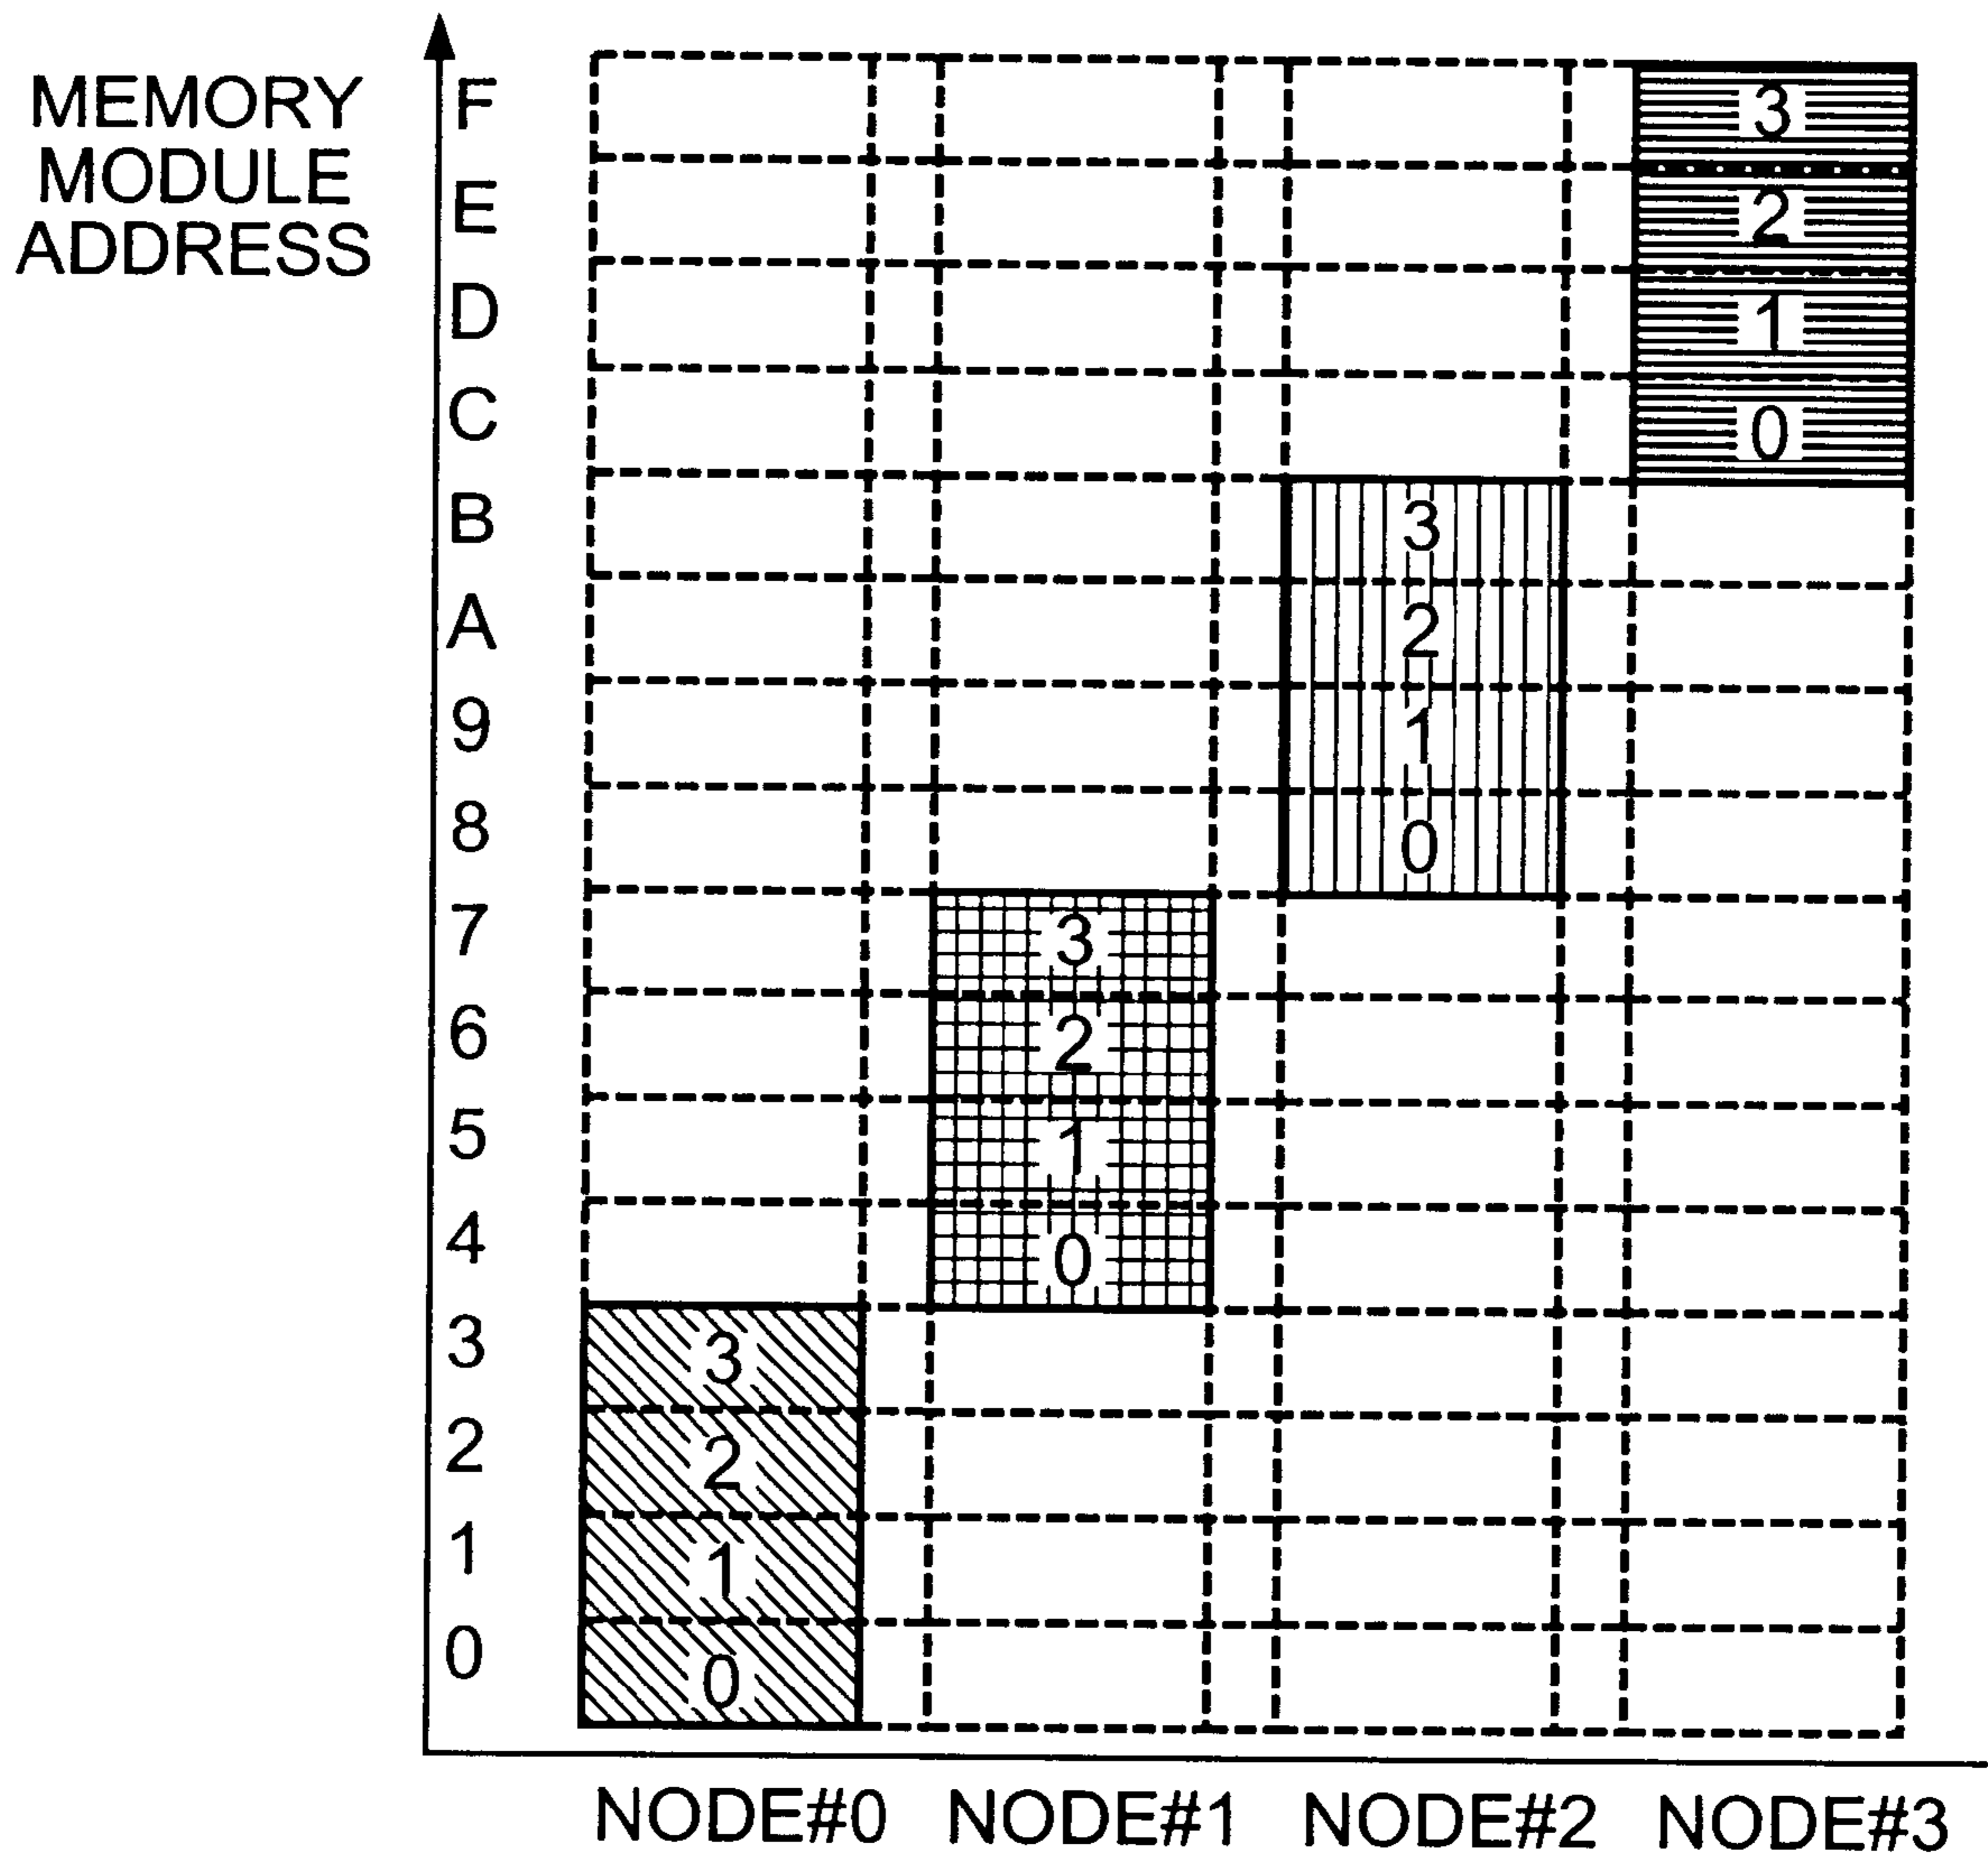 MEMORY
MODULE
ADDRESS
F 3
E 2
D 1
C 0
B 3
A 2
9 1
8 0
7 3
6 2
5 1
4 0
3 3
2 2
1 1
0 0
NODE#0 NODE#1 NODE#2 NODE#3